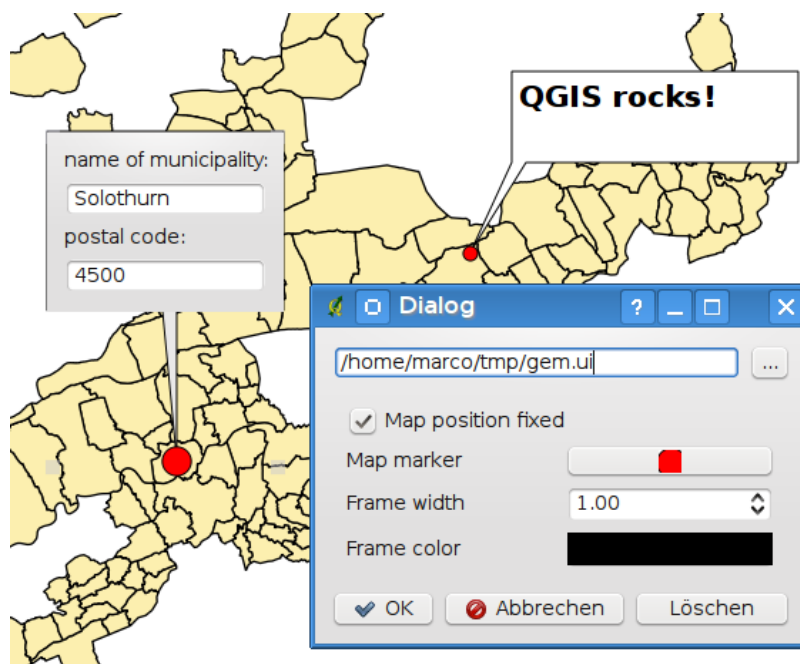 QGIS rocks!
name of municipality:
Solothurn
postal code:
4500
Dialog
/home/marco/tmp/gem.ui
...
Map position fixed
Map marker
Frame width
1.00
Frame color
OK
Abbrechen
Löschen